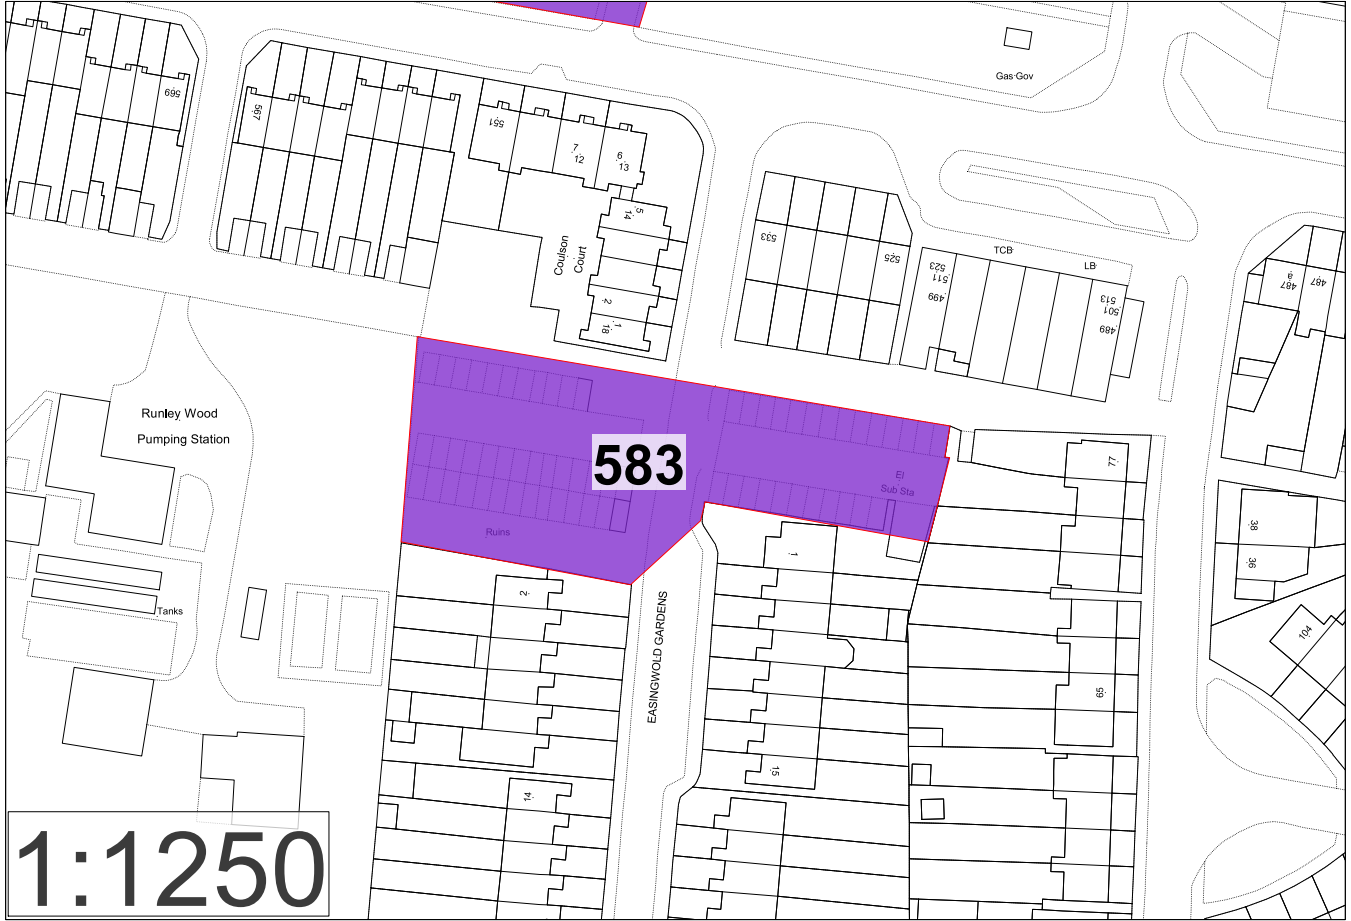 Gas Gov
569
567
551
7
12
6
13
5
14
Coulson
Court
2
1
18
533
525
TCB
LB
523
511
499
513
501
489
487
a
487
Runley Wood
Pumping Station
583
El
Sub Sta
Ruins
77
38
36
104
Tanks
2
1
EASINGWOLD GARDENS
65
15
14
1:1250